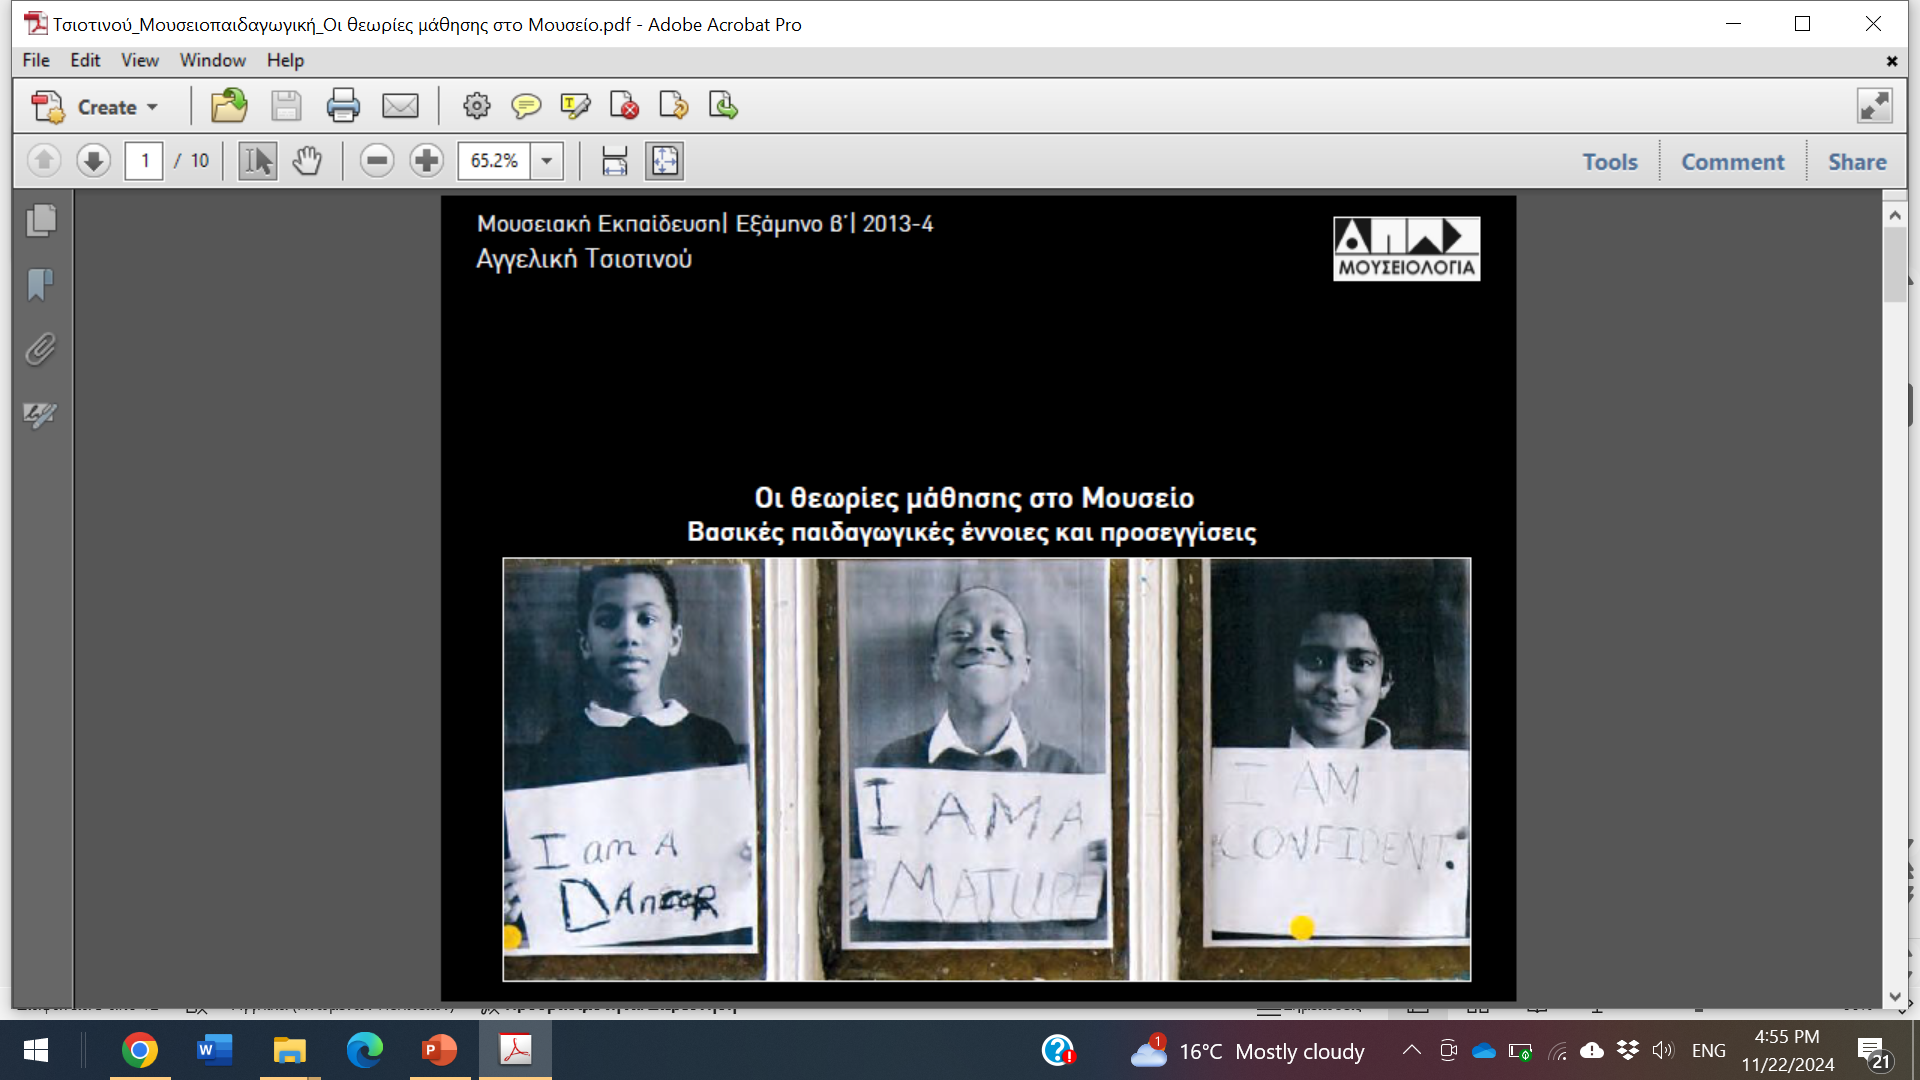 Τσιοτινού_Μουσειοπαιδαγωγική_Οι θεωρίες μάθησης στο Μουσείο.pdf - Adobe Acrobat Pro
File Edit View Window Help
Create
1 / 10 65.2% Tools Comment Share
Μουσειακή Εκπαίδευση| Εξάμηνο β΄| 2013-4
Αγγελική Τσιοτινού
ΜΟΥΣΕΙΟΛΟΓΙΑ
Οι θεωρίες μάθησης στο Μουσείο
Βασικές παιδαγωγικές έννοιες και προσεγγίσεις
I am A
DAncer
I AM A
MATURE
I AM
CONFIDENT.
1 16°C Mostly cloudy ENG
4:55 PM
11/22/2024
21